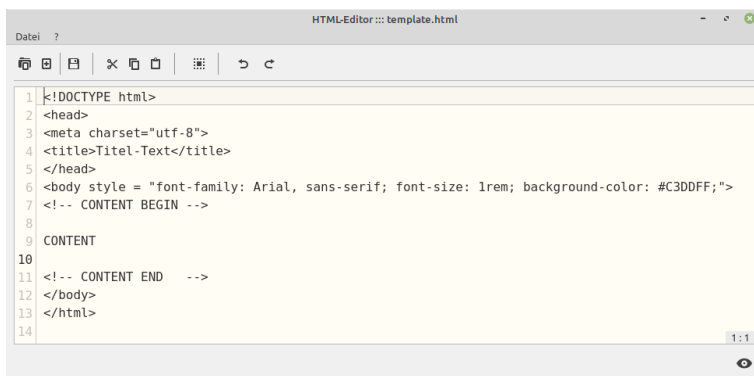 HTML-Editor ::: template.html
Datei ?
1 <!DOCTYPE html>
2 <head>
3 <meta charset="utf-8">
4 <title>Titel-Text</title>
5 </head>
6 <body style = "font-family: Arial, sans-serif; font-size: 1rem; background-color: #C3DDFF;">
7 <!-- CONTENT BEGIN -->
8
9 CONTENT
10
11 <!-- CONTENT END   -->
12 </body>
13 </html>
14
1 : 1